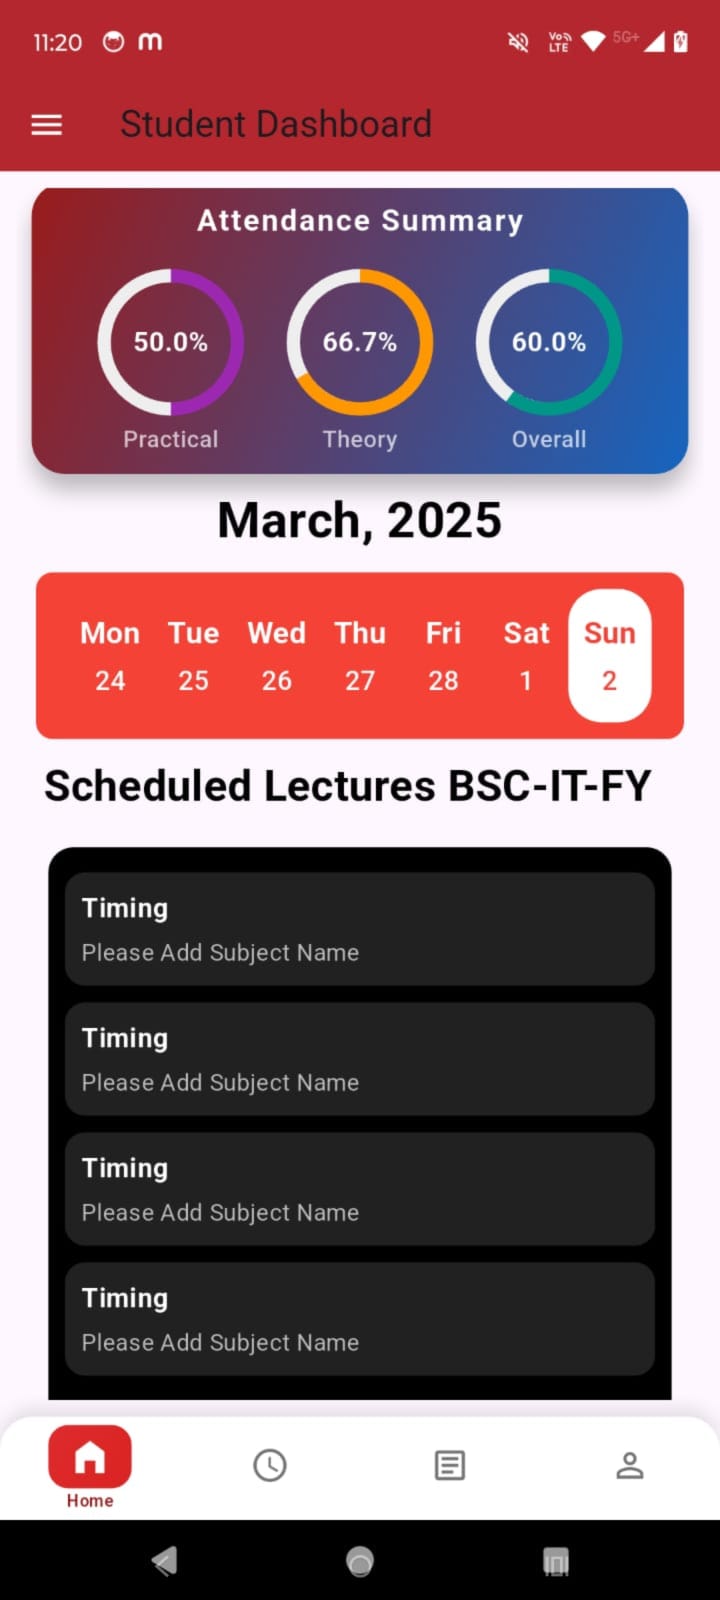 11:20 m Vo LTE 5G+
Student Dashboard
Attendance Summary
50.0% 66.7% 60.0%
Practical Theory Overall
March, 2025
Mon Tue Wed Thu Fri Sat Sun
24 25 26 27 28 1 2
Scheduled Lectures BSC-IT-FY
Timing
Please Add Subject Name
Timing
Please Add Subject Name
Timing
Please Add Subject Name
Timing
Please Add Subject Name
Home